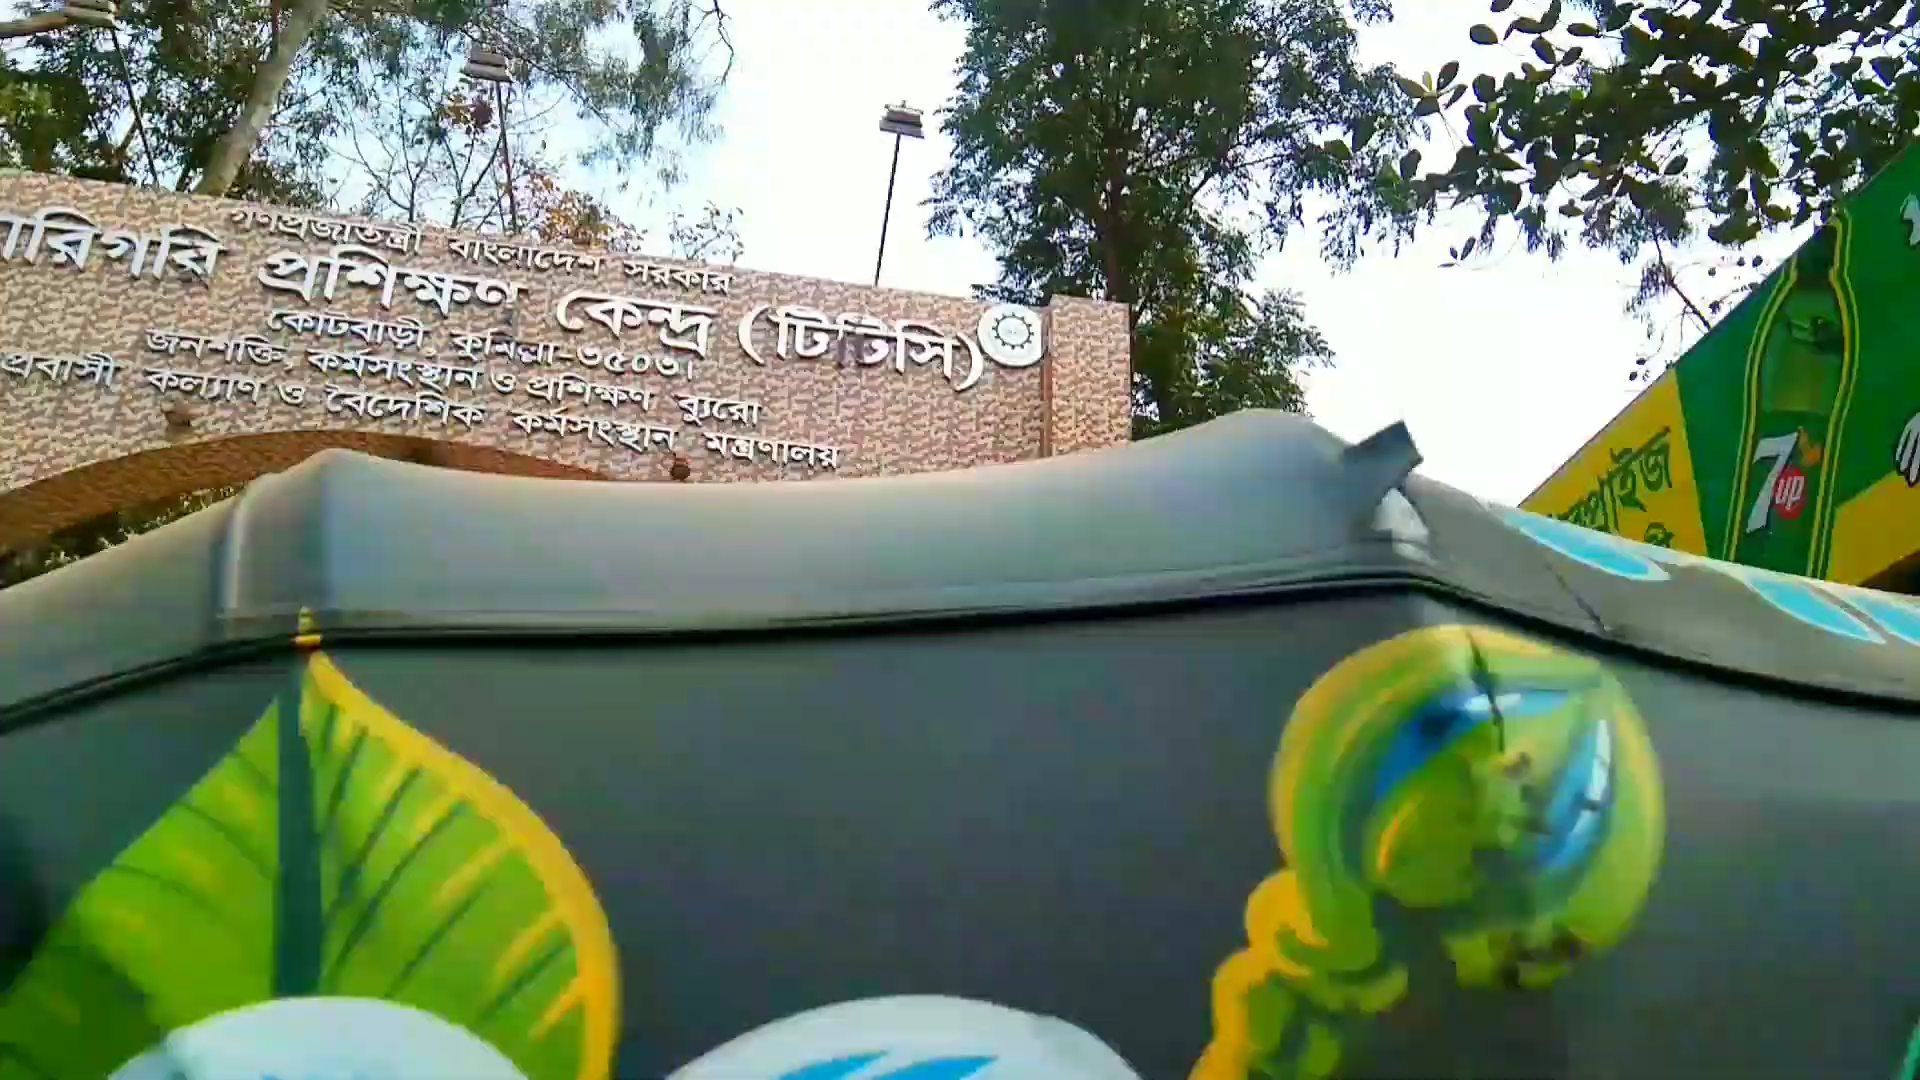 গণপ্রজাতন্ত্রী বাংলাদেশ সরকার
ারিগরি প্রশিক্ষণ কেন্দ্র (টিটিসি)
কোটবাড়ী, কুমিল্লা-৩৫০৩।
জনশক্তি, কর্মসংস্থান ও প্রশিক্ষণ ব্যুরো
প্রবাসী কল্যাণ ও বৈদেশিক কর্মসংস্থান মন্ত্রণালয়
7up